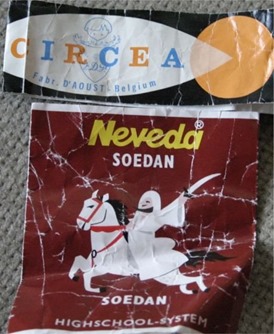 CIRCEA
Fabr. D'AOUST - Belgium
Neveda®
SOEDAN
SOEDAN
HIGHSCHOOL-SYSTEM